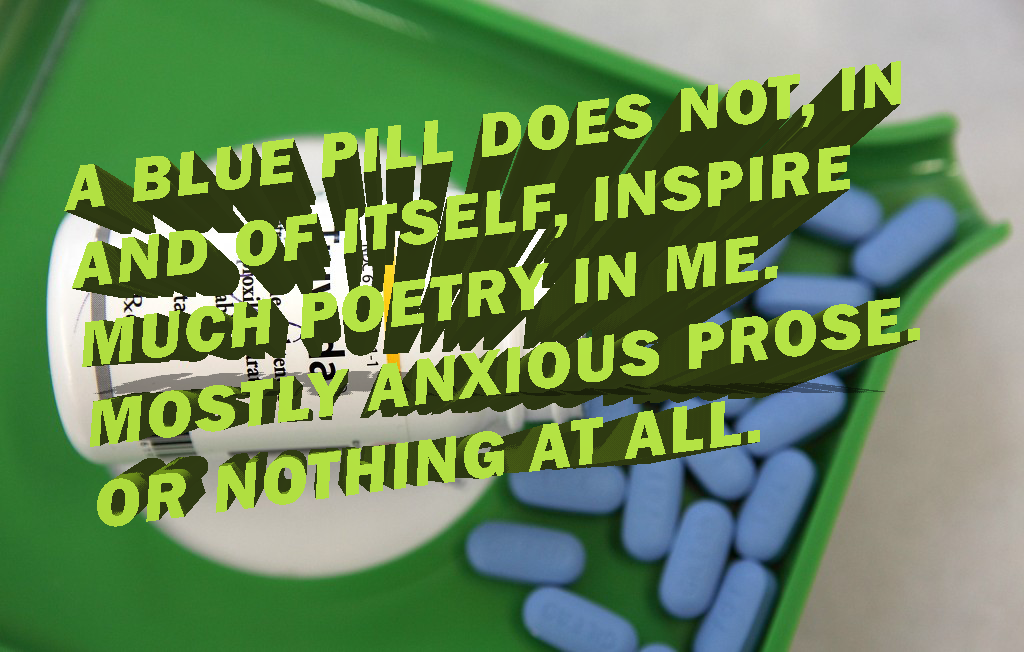 A BLUE PILL DOES NOT, IN
AND OF ITSELF, INSPIRE
MUCH POETRY IN ME.
MOSTLY ANXIOUS PROSE.
OR NOTHING AT ALL.